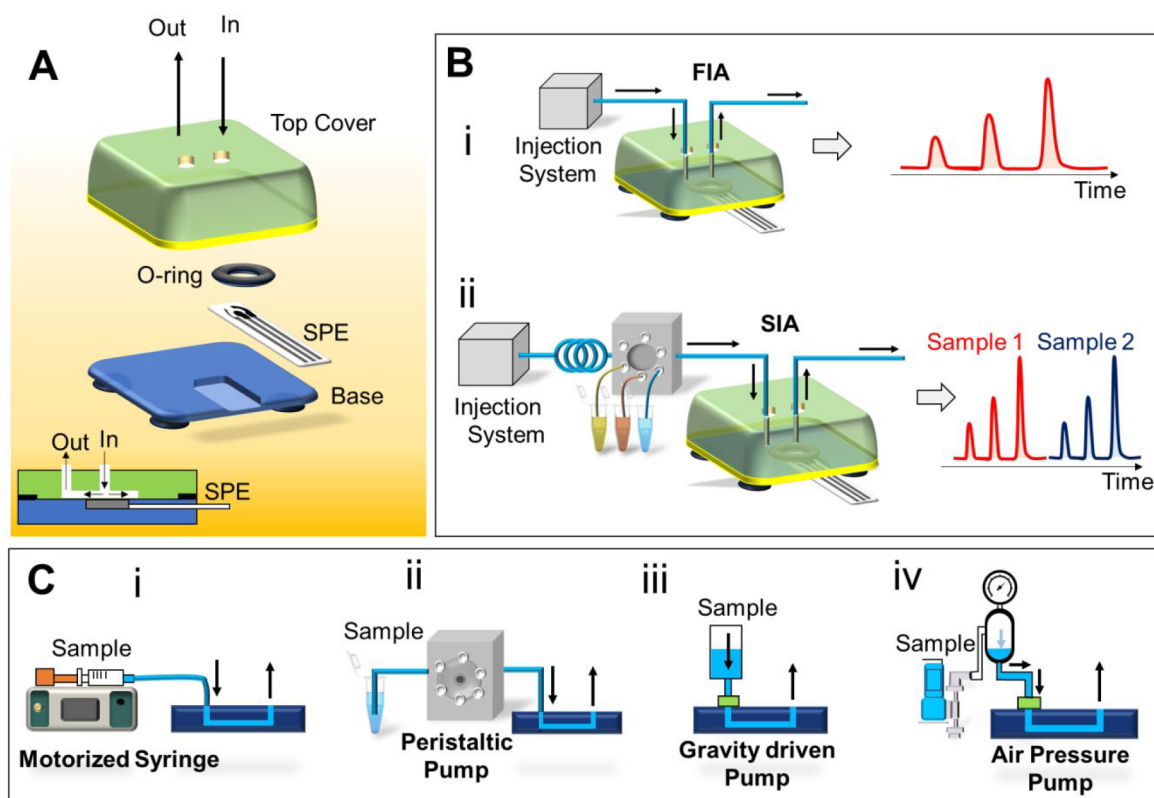 A
Out
In
Top Cover
O-ring
SPE
Base
Out
In
SPE
B
i
FIA
Injection
System
Time
ii
SIA
Injection
System
Sample 1
Sample 2
Time
C
i
Sample
Motorized Syringe
ii
Sample
Peristaltic
Pump
iii
Sample
Gravity driven
Pump
iv
Sample
Air Pressure
Pump